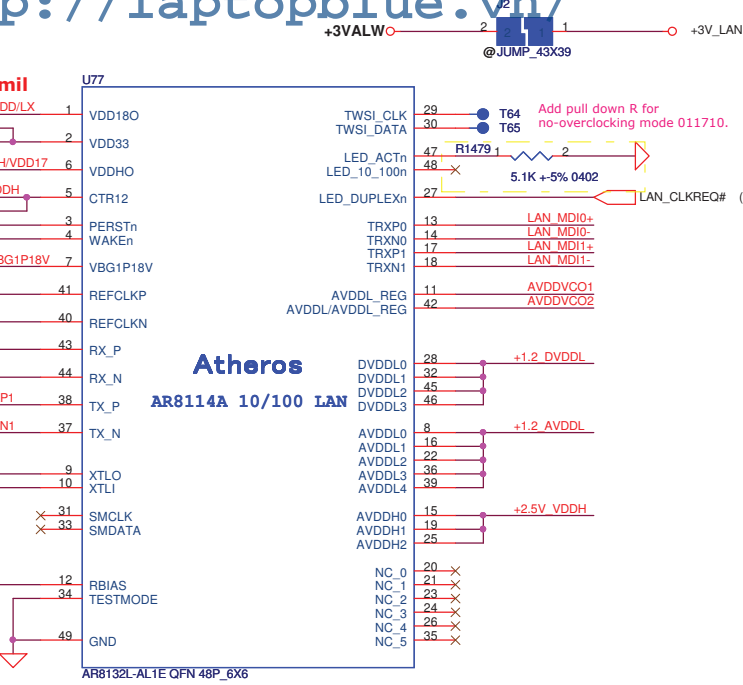 p://laptopblue.vn/
J2
+3VALW
2
2
1
1
+3V_LAN
@JUMP_43X39
mil
U77
DD/LX
1
VDD18O
2
VDD33
H/VDD17
6
VDDHO
DDH
5
CTR12
3
PERSTn
4
WAKEn
BG1P18V
7
VBG1P18V
41
REFCLKP
40
REFCLKN
43
RX_P
44
RX_N
P1
38
TX_P
N1
37
TX_N
9
XTLO
10
XTLI
31
SMCLK
33
SMDATA
12
RBIAS
34
TESTMODE
49
GND
Atheros
AR8114A 10/100 LAN
TWSI_CLK
29
T64
TWSI_DATA
30
T65
Add pull down R for
no-overclocking mode 011710.
LED_ACTn
47
R1479
1
2
LED_10_100n
48
5.1K +-5% 0402
LED_DUPLEXn
27
LAN_CLKREQ#
(
TRXP0
13
LAN_MDI0+
TRXN0
14
LAN_MDI0-
TRXP1
17
LAN_MDI1+
TRXN1
18
LAN_MDI1-
AVDDL_REG
11
AVDDVCO1
AVDDL/AVDDL_REG
42
AVDDVCO2
DVDDL0
28
+1.2_DVDDL
DVDDL1
32
DVDDL2
45
DVDDL3
46
AVDDL0
8
+1.2_AVDDL
AVDDL1
16
AVDDL2
22
AVDDL3
36
AVDDL4
39
AVDDH0
15
+2.5V_VDDH
AVDDH1
19
AVDDH2
25
NC_0
20
NC_1
21
NC_2
23
NC_3
24
NC_4
26
NC_5
35
AR8132L-AL1E QFN 48P_6X6